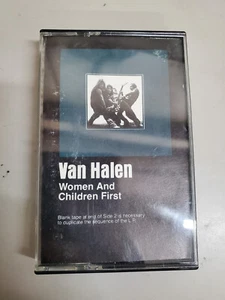 Van Halen
Women And
Children First
Blank tape at end of Side 2 is necessary
to duplicate the sequence of the L.P.